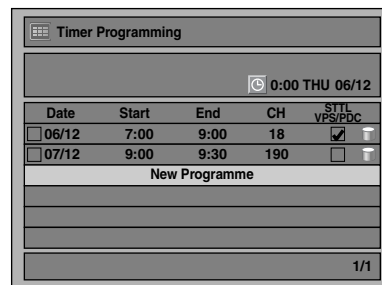 Timer Programming
0:00 THU 06/12
Date Start End CH STTL VPS/PDC
06/12 7:00 9:00 18
07/12 9:00 9:30 190
New Programme
1/1